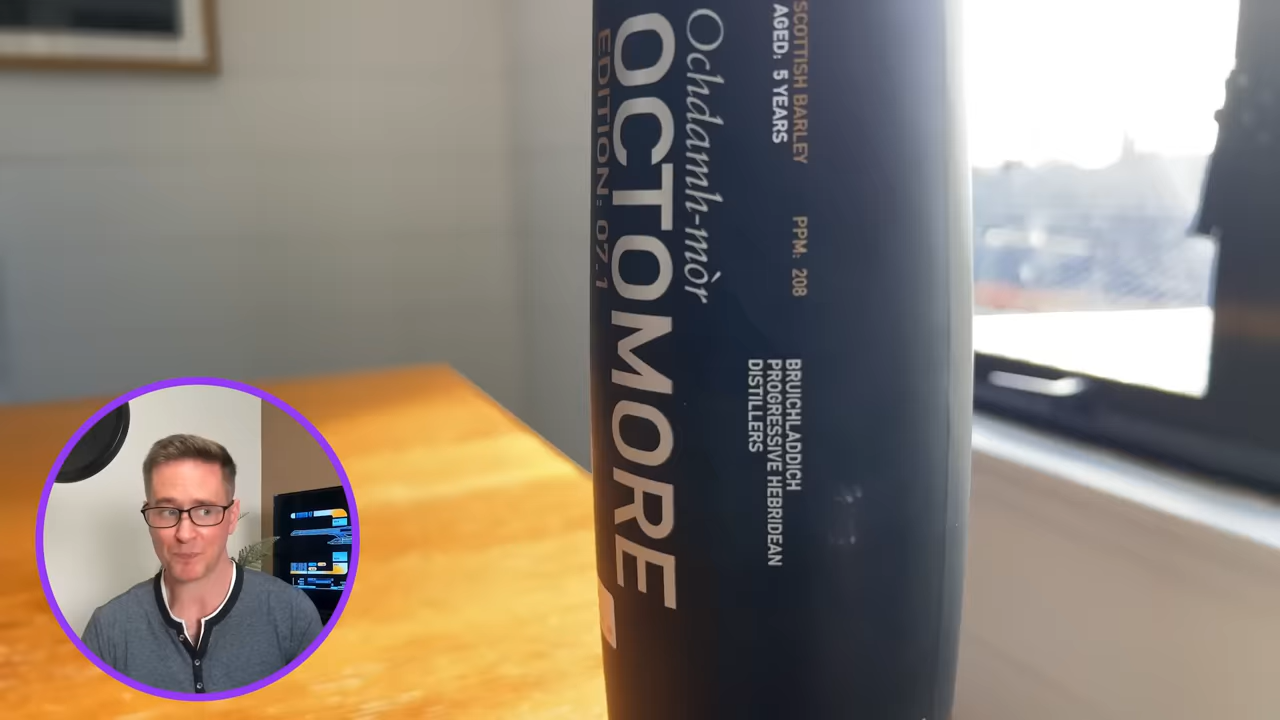 SCOTTISH BARLEY
AGED: 5 YEARS
PPM: 208
BRUICHLADDICH
PROGRESSIVE HEBRIDEAN
DISTILLERS
Ochdamh-mòr
OCTOMORE
EDITION: 07.1